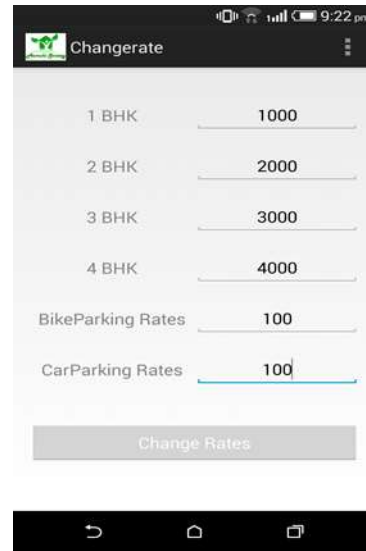 9:22 pm
Changerate
1 BHK 1000
2 BHK 2000
3 BHK 3000
4 BHK 4000
BikeParking Rates 100
CarParking Rates 100
Change Rates